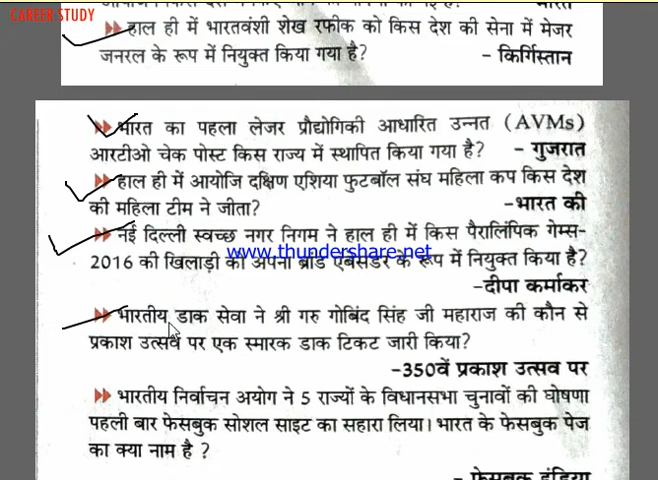 CAREER STUDY
हाल ही में भारतवंशी शेख रफीक को किस देश की सेना में मेजर
जनरल के रूप में नियुक्त किया गया है? - किर्गिस्तान
भारत का पहला लेजर प्रौद्योगिकी आधारित उन्नत (AVMs)
आरटीओ चेक पोस्ट किस राज्य में स्थापित किया गया है? - गुजरात
हाल ही में आयोजि दक्षिण एशिया फुटबॉल संघ महिला कप किस देश
की महिला टीम ने जीता? -भारत की
नई दिल्ली स्वच्छ नगर निगम ने हाल ही में किस पैरालिंपिक गेम्स-
www.thundershare.net
2016 की खिलाड़ी को अपना ब्रांड एंबेसडर के रूप में नियुक्त किया है?
-दीपा कर्माकर
भारतीय डाक सेवा ने श्री गरु गोबिंद सिंह जी महाराज की कौन से
प्रकाश उत्सव पर एक स्मारक डाक टिकट जारी किया?
-350वें प्रकाश उत्सव पर
भारतीय निर्वाचन अयोग ने 5 राज्यों के विधानसभा चुनावों की घोषणा
पहली बार फेसबुक सोशल साइट का सहारा लिया। भारत के फेसबुक पेज
का क्या नाम है ?
- फेसबुक इंडिया